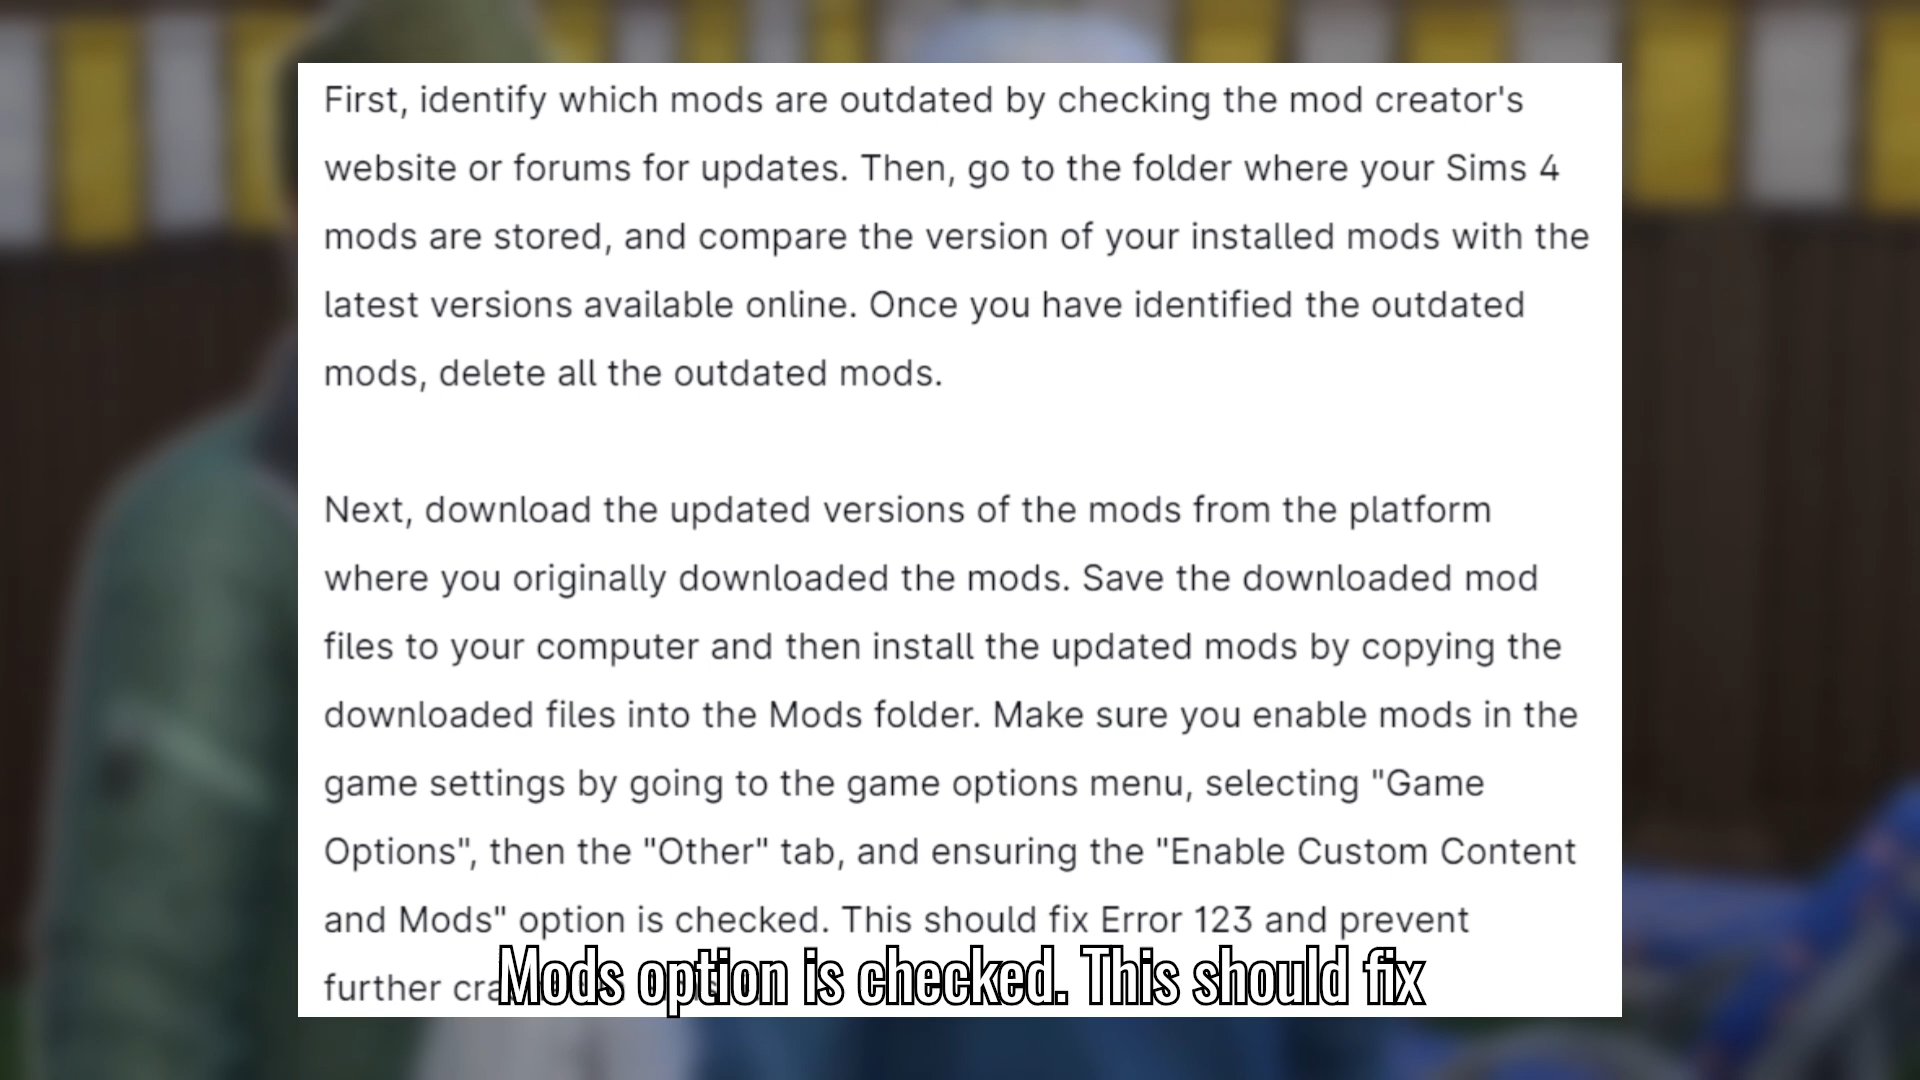 First, identify which mods are outdated by checking the mod creator's
website or forums for updates. Then, go to the folder where your Sims 4
mods are stored, and compare the version of your installed mods with the
latest versions available online. Once you have identified the outdated
mods, delete all the outdated mods.
Next, download the updated versions of the mods from the platform
where you originally downloaded the mods. Save the downloaded mod
files to your computer and then install the updated mods by copying the
downloaded files into the Mods folder. Make sure you enable mods in the
game settings by going to the game options menu, selecting "Game
Options", then the "Other" tab, and ensuring the "Enable Custom Content
and Mods" option is checked. This should fix Error 123 and prevent
further
Mods option is checked. This should fix